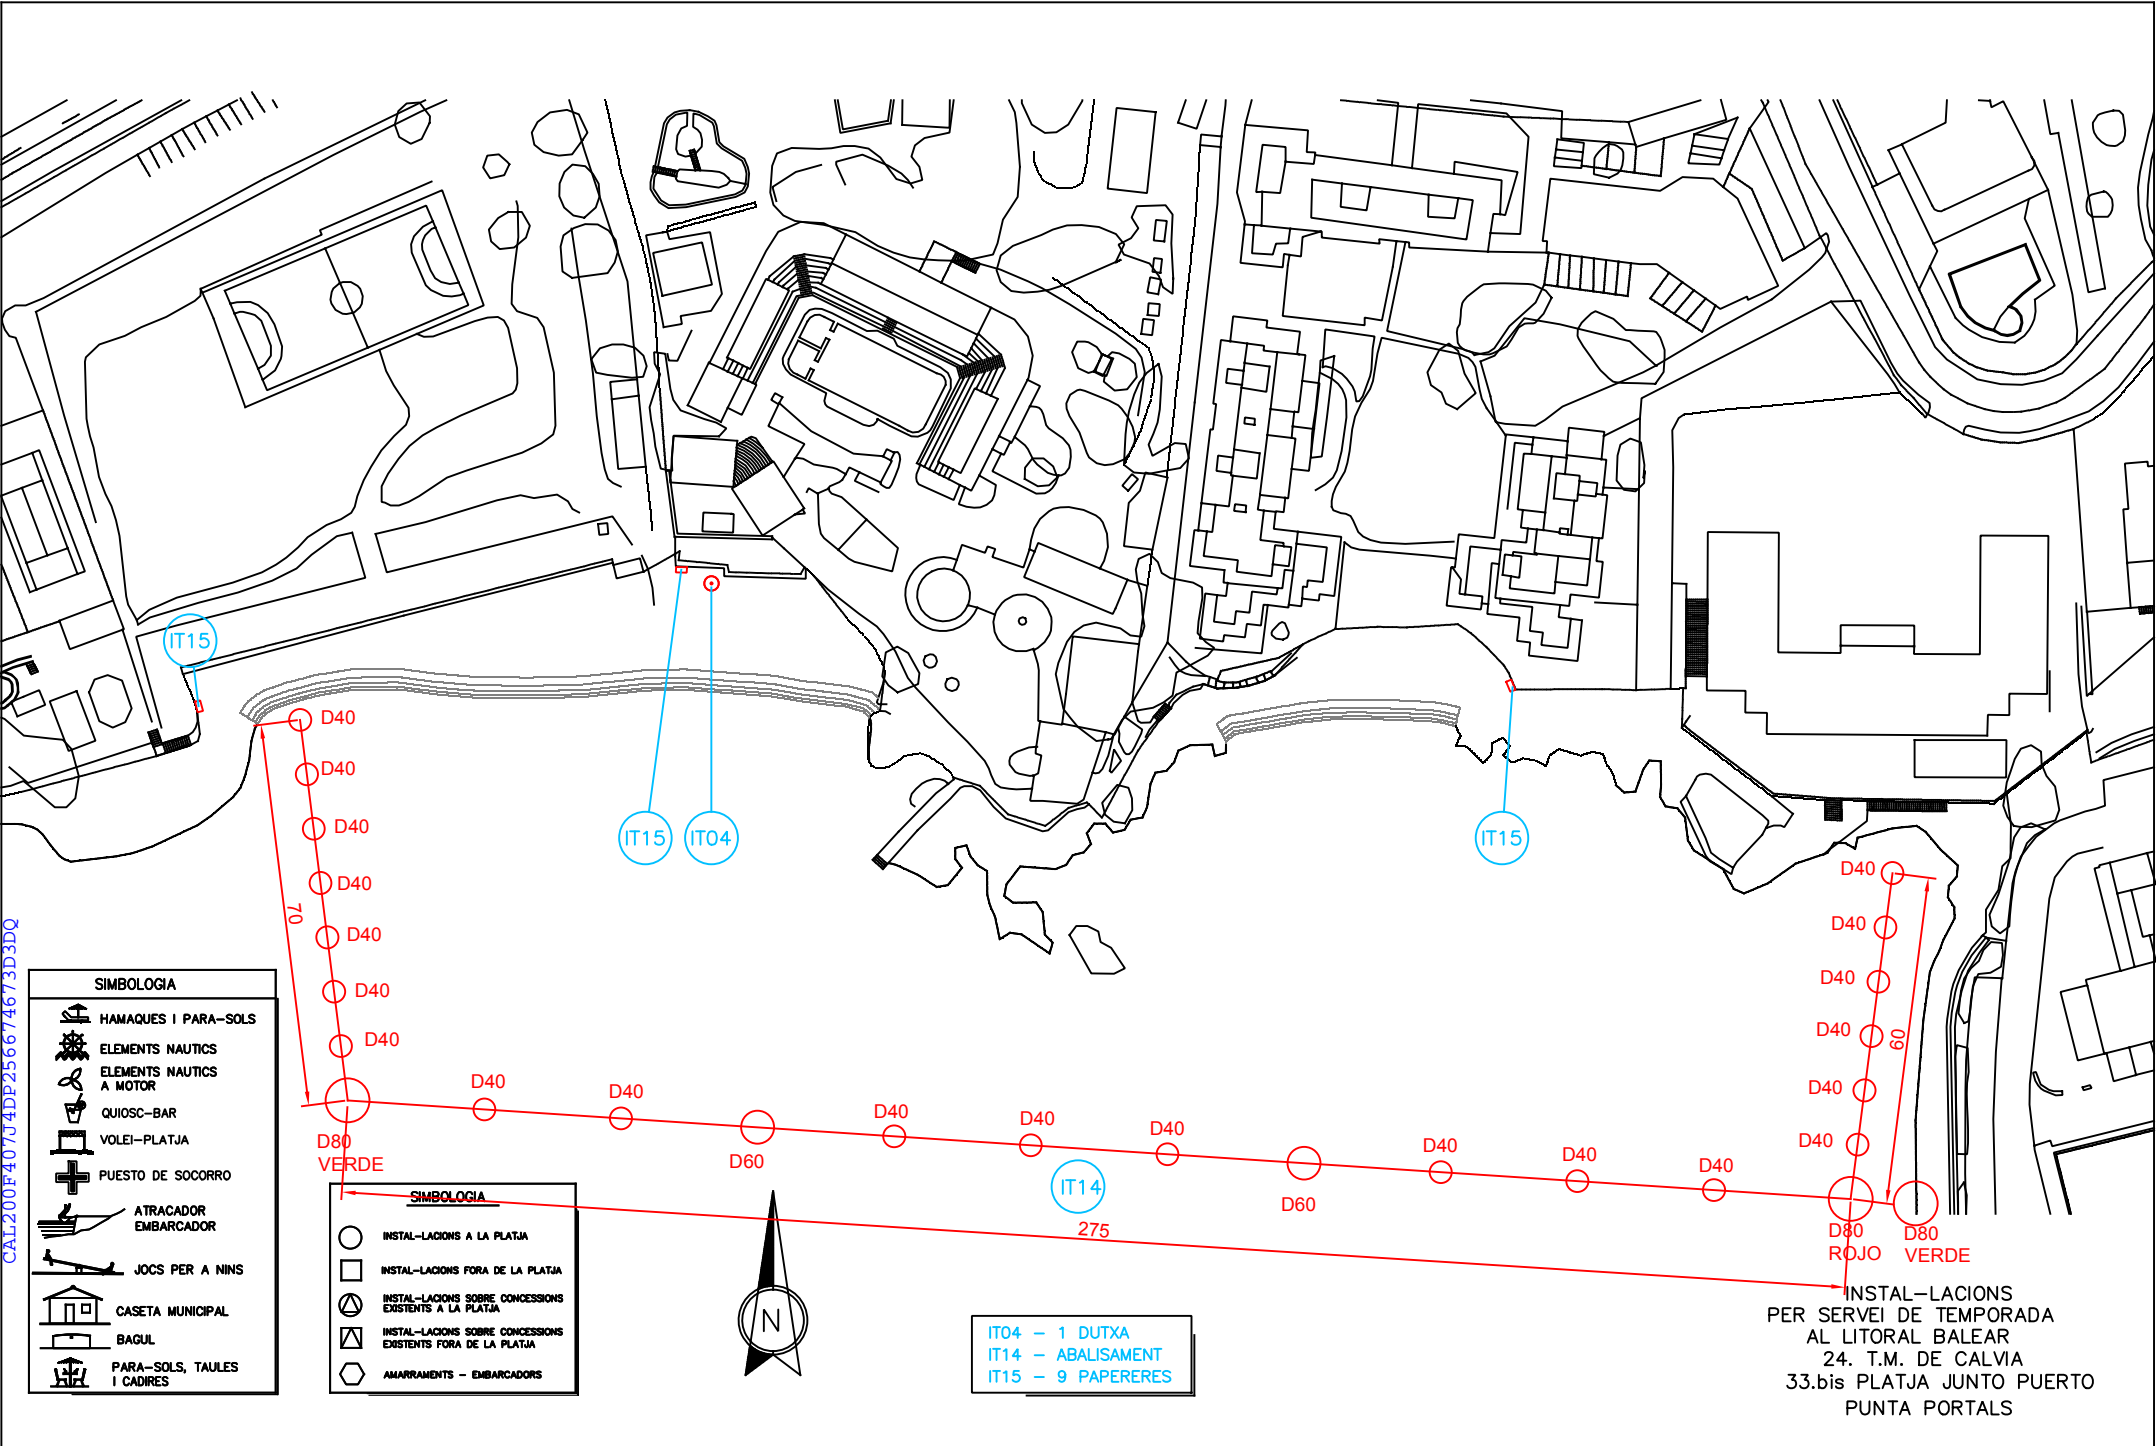 IT15
D40
D40
D40
D40
D40
D40
D40
70
D80
VERDE
IT15
IT04
IT15
D40
D40
D60
D40
D40
D40
D60
D40
D40
D40
IT14
275
D40
D40
D40
D40
D40
D40
60
D80
ROJO
D80
VERDE
CAL200F407J4DP256674673D3DQ
SIMBOLOGIA
HAMAQUES I PARA-SOLS
ELEMENTS NAUTICS
ELEMENTS NAUTICS
A MOTOR
QUIOSC-BAR
VOLEI-PLATJA
PUESTO DE SOCORRO
ATRACADOR
EMBARCADOR
JOCS PER A NINS
CASETA MUNICIPAL
BAGUL
PARA-SOLS, TAULES
I CADIRES
SIMBOLOGIA
INSTAL-LACIONS A LA PLATJA
INSTAL-LACIONS FORA DE LA PLATJA
INSTAL-LACIONS SOBRE CONCESSIONS
EXISTENTS A LA PLATJA
INSTAL-LACIONS SOBRE CONCESSIONS
EXISTENTS FORA DE LA PLATJA
AMARRAMENTS - EMBARCADORS
N
IT04 - 1 DUTXA
IT14 - ABALISAMENT
IT15 - 9 PAPERERES
INSTAL-LACIONS
PER SERVEI DE TEMPORADA
AL LITORAL BALEAR
24. T.M. DE CALVIA
33.bis PLATJA JUNTO PUERTO
PUNTA PORTALS